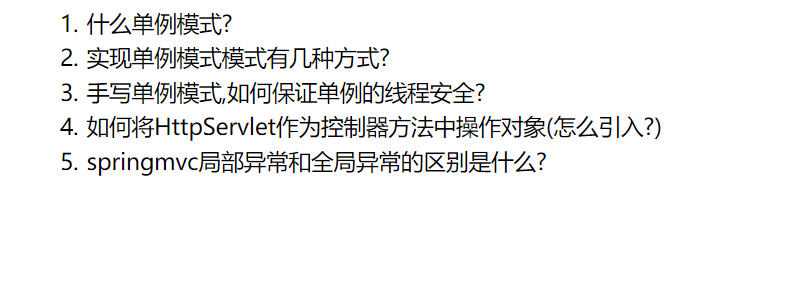 1. 什么单例模式?
2. 实现单例模式模式有几种方式?
3. 手写单例模式,如何保证单例的线程安全?
4. 如何将HttpServlet作为控制器方法中操作对象(怎么引入?)
5. springmvc局部异常和全局异常的区别是什么?